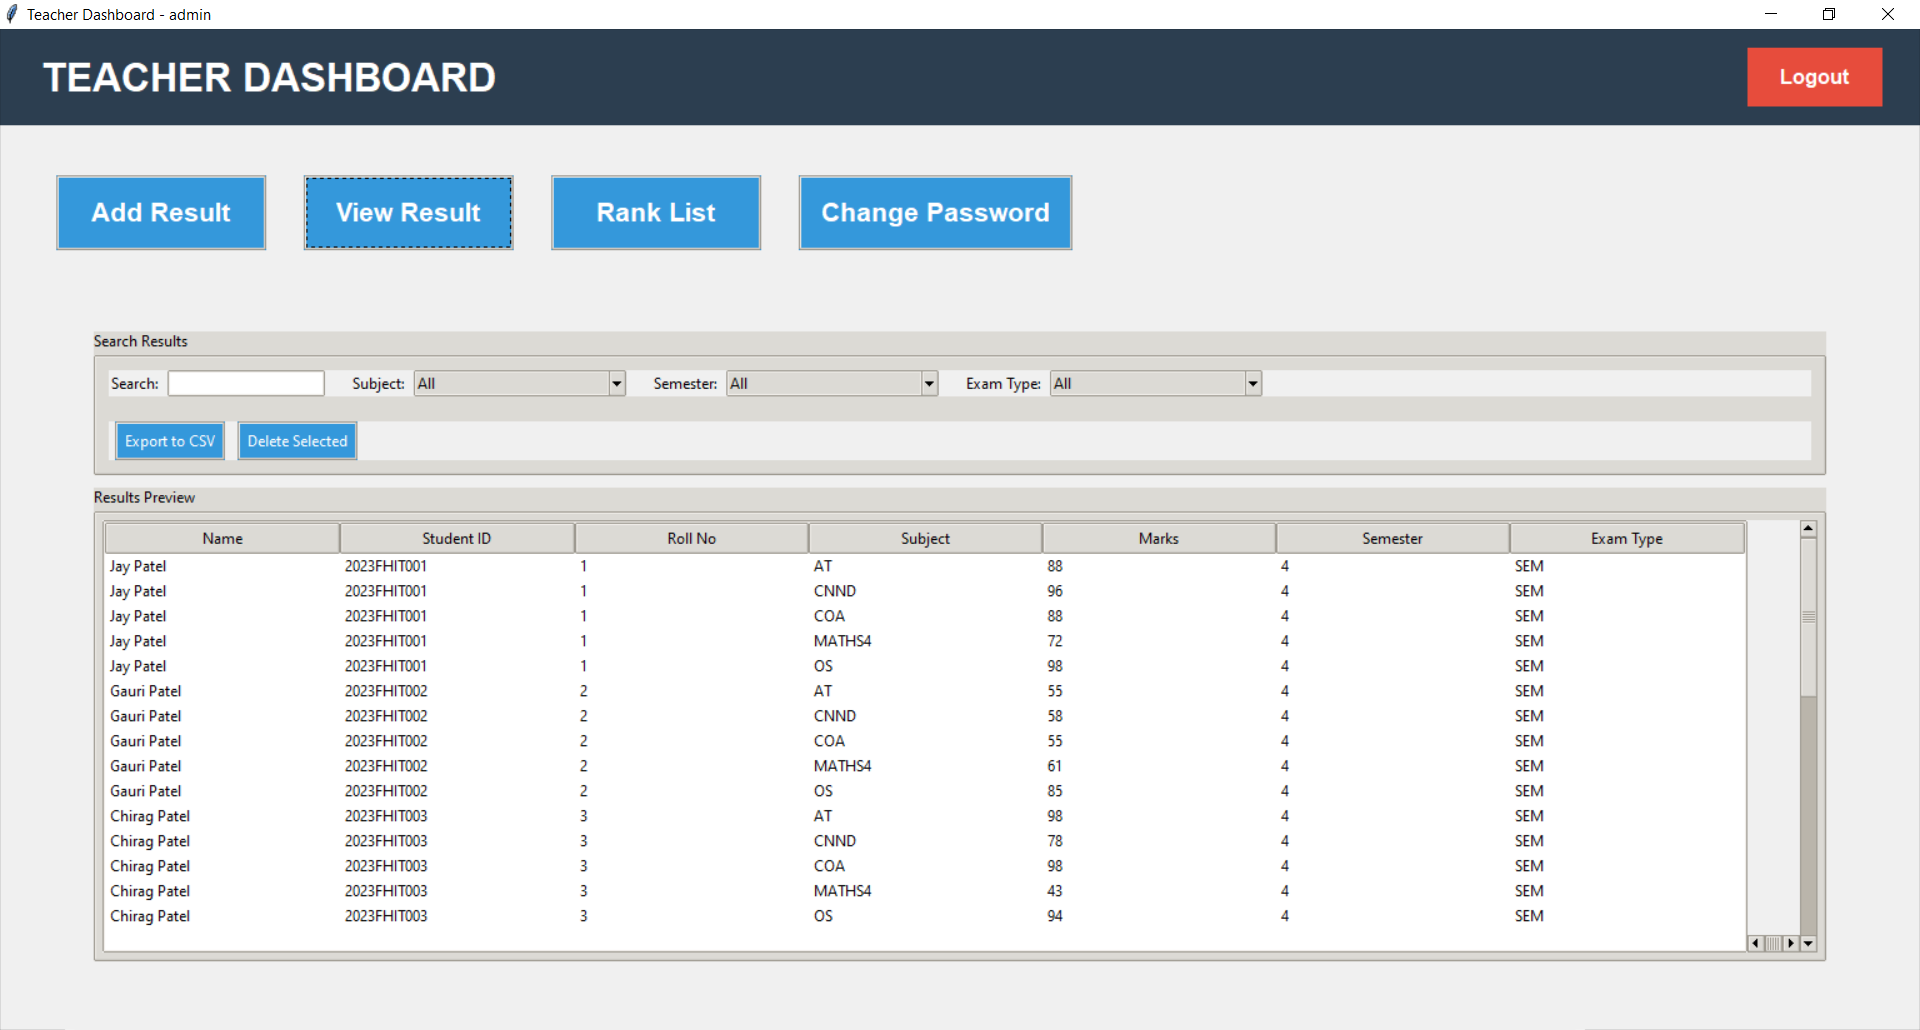 Teacher Dashboard - admin
TEACHER DASHBOARD
Logout
Add Result View Result Rank List Change Password
Search Results
Search: Subject: All Semester: All Exam Type: All
Export to CSV Delete Selected
Results Preview
Name Student ID Roll No Subject Marks Semester Exam Type
Jay Patel 2023FHIT001 1 AT 88 4 SEM
Jay Patel 2023FHIT001 1 CNND 96 4 SEM
Jay Patel 2023FHIT001 1 COA 88 4 SEM
Jay Patel 2023FHIT001 1 MATHS4 72 4 SEM
Jay Patel 2023FHIT001 1 OS 98 4 SEM
Gauri Patel 2023FHIT002 2 AT 55 4 SEM
Gauri Patel 2023FHIT002 2 CNND 58 4 SEM
Gauri Patel 2023FHIT002 2 COA 55 4 SEM
Gauri Patel 2023FHIT002 2 MATHS4 61 4 SEM
Gauri Patel 2023FHIT002 2 OS 85 4 SEM
Chirag Patel 2023FHIT003 3 AT 98 4 SEM
Chirag Patel 2023FHIT003 3 CNND 78 4 SEM
Chirag Patel 2023FHIT003 3 COA 98 4 SEM
Chirag Patel 2023FHIT003 3 MATHS4 43 4 SEM
Chirag Patel 2023FHIT003 3 OS 94 4 SEM